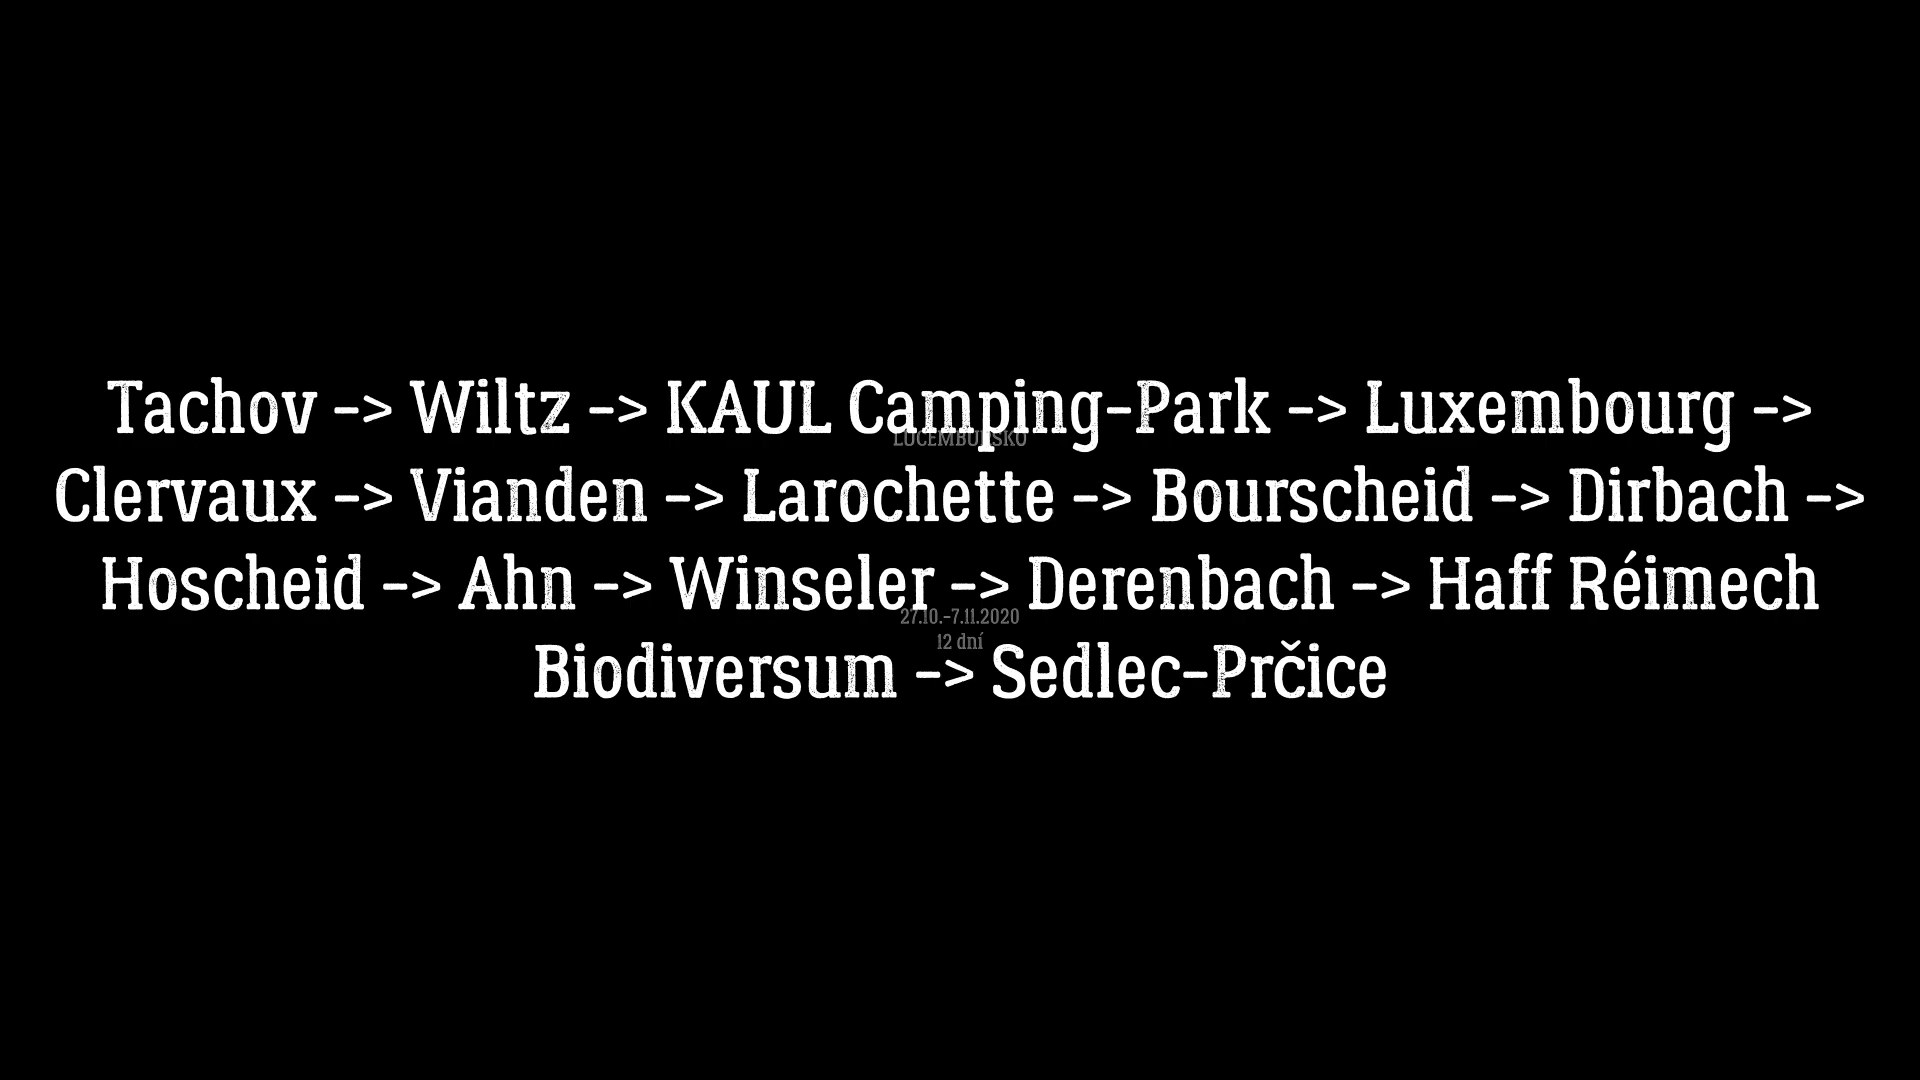 Tachov -> Wiltz -> KAUL Camping-Park -> Luxembourg ->
LUCEMBURSKO
Clervaux -> Vianden -> Larochette -> Bourscheid -> Dirbach ->
Hoscheid -> Ahn -> Winseler -> Derenbach -> Haff Réimech
27.10.-7.11.2020
12 dní
Biodiversum -> Sedlec-Prčice